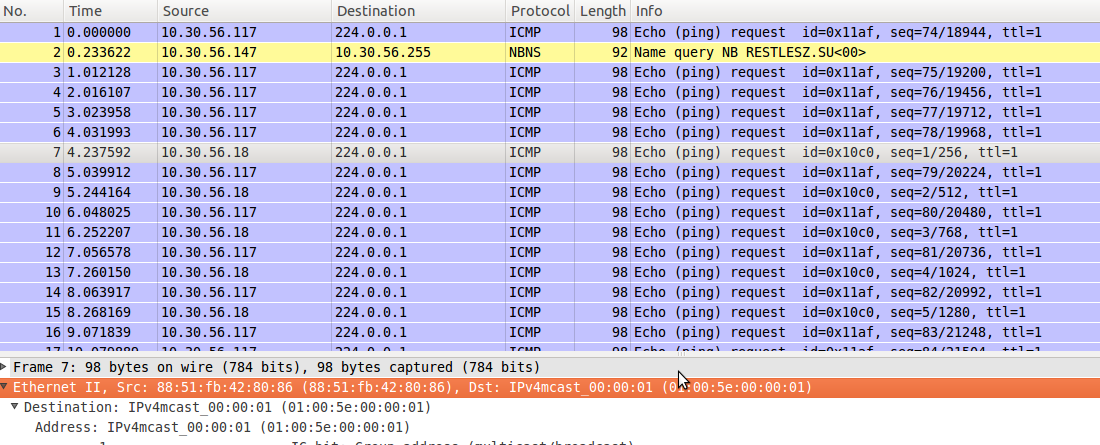 No. Time Source Destination Protocol Length Info
1 0.000000 10.30.56.117 224.0.0.1 ICMP 98 Echo (ping) request id=0x11af, seq=74/18944, ttl=1
2 0.233622 10.30.56.147 10.30.56.255 NBNS 92 Name query NB RESTLESZ.SU<00>
3 1.012128 10.30.56.117 224.0.0.1 ICMP 98 Echo (ping) request id=0x11af, seq=75/19200, ttl=1
4 2.016107 10.30.56.117 224.0.0.1 ICMP 98 Echo (ping) request id=0x11af, seq=76/19456, ttl=1
5 3.023958 10.30.56.117 224.0.0.1 ICMP 98 Echo (ping) request id=0x11af, seq=77/19712, ttl=1
6 4.031993 10.30.56.117 224.0.0.1 ICMP 98 Echo (ping) request id=0x11af, seq=78/19968, ttl=1
7 4.237592 10.30.56.18 224.0.0.1 ICMP 98 Echo (ping) request id=0x10c0, seq=1/256, ttl=1
8 5.039912 10.30.56.117 224.0.0.1 ICMP 98 Echo (ping) request id=0x11af, seq=79/20224, ttl=1
9 5.244164 10.30.56.18 224.0.0.1 ICMP 98 Echo (ping) request id=0x10c0, seq=2/512, ttl=1
10 6.048025 10.30.56.117 224.0.0.1 ICMP 98 Echo (ping) request id=0x11af, seq=80/20480, ttl=1
11 6.252207 10.30.56.18 224.0.0.1 ICMP 98 Echo (ping) request id=0x10c0, seq=3/768, ttl=1
12 7.056578 10.30.56.117 224.0.0.1 ICMP 98 Echo (ping) request id=0x11af, seq=81/20736, ttl=1
13 7.260150 10.30.56.18 224.0.0.1 ICMP 98 Echo (ping) request id=0x10c0, seq=4/1024, ttl=1
14 8.063917 10.30.56.117 224.0.0.1 ICMP 98 Echo (ping) request id=0x11af, seq=82/20992, ttl=1
15 8.268169 10.30.56.18 224.0.0.1 ICMP 98 Echo (ping) request id=0x10c0, seq=5/1280, ttl=1
16 9.071839 10.30.56.117 224.0.0.1 ICMP 98 Echo (ping) request id=0x11af, seq=83/21248, ttl=1
Frame 7: 98 bytes on wire (784 bits), 98 bytes captured (784 bits)
Ethernet II, Src: 88:51:fb:42:80:86 (88:51:fb:42:80:86), Dst: IPv4mcast_00:00:01 (01:00:5e:00:00:01)
Destination: IPv4mcast_00:00:01 (01:00:5e:00:00:01)
Address: IPv4mcast_00:00:01 (01:00:5e:00:00:01)